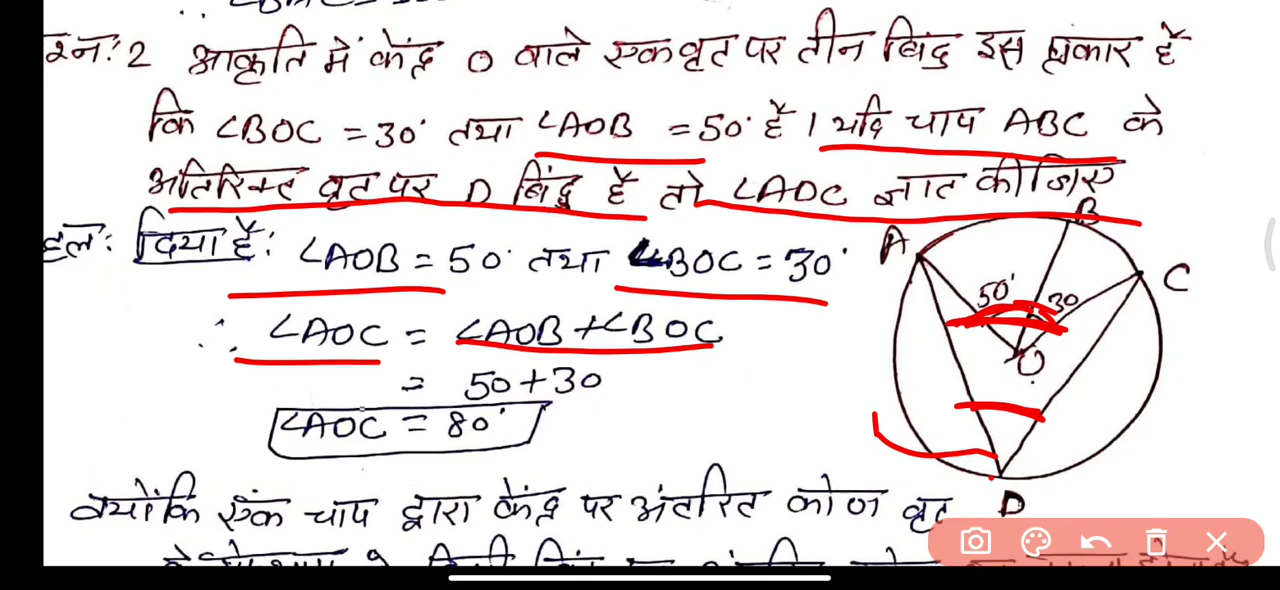 प्रश्न: 2 आकृति में केंद्र O वाले एक वृत पर तीन बिंदु इस प्रकार हैं
कि ∠BOC = 30° तथा ∠AOB = 50° हैं। यदि चाप ABC के
अतिरिक्त वृत पर D बिंदु हैं तो ∠ADC ज्ञात कीजिए
हल: दिया हैं: ∠AOB = 50° तथा ∠BOC = 30°
∴ ∠AOC = ∠AOB + ∠BOC
= 50 + 30
∠AOC = 80°
A
B
C
50°
30
O
D
क्योंकि एक चाप द्वारा केंद्र पर अंतरित कोण वृत